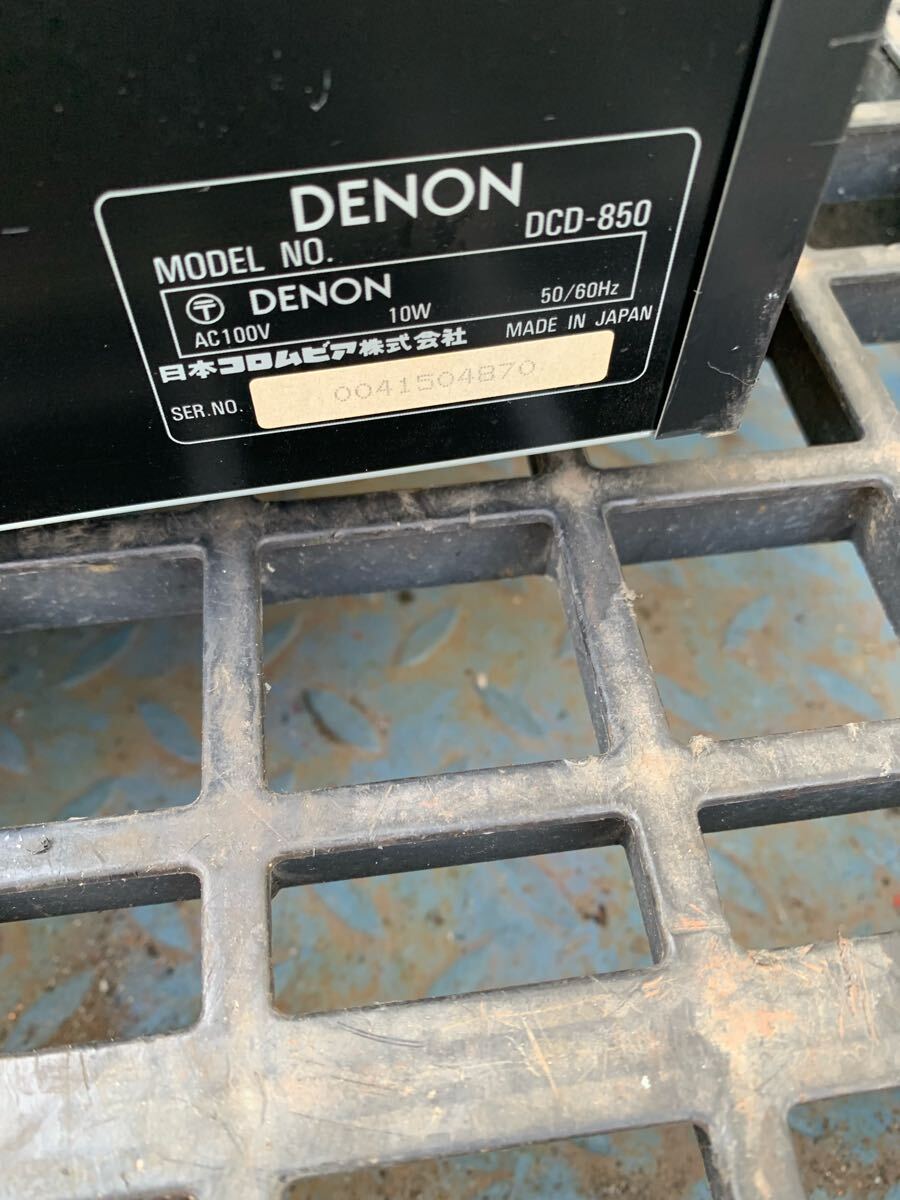 DENON
MODEL NO. DCD-850
〶 DENON
AC100V 10W 50/60Hz
日本コロムビア株式会社 MADE IN JAPAN
SER.NO. 0041504870